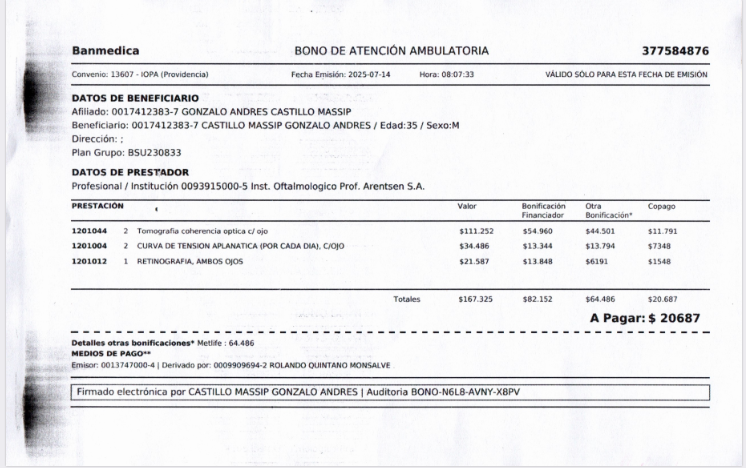 Banmedica BONO DE ATENCIÓN AMBULATORIA 377584876
Convenio: 13607 - IOPA (Providencia) Fecha Emisión: 2025-07-14 Hora: 08:07:33 VÁLIDO SÓLO PARA ESTA FECHA DE EMISIÓN
DATOS DE BENEFICIARIO
Afiliado: 0017412383-7 GONZALO ANDRES CASTILLO MASSIP
Beneficiario: 0017412383-7 CASTILLO MASSIP GONZALO ANDRES / Edad:35 / Sexo:M
Dirección: ;
Plan Grupo: BSU230833
DATOS DE PRESTADOR
Profesional / Institución 0093915000-5 Inst. Oftalmologico Prof. Arentsen S.A.
PRESTACIÓN Valor Bonificación Financiador Otra Bonificación* Copago
1201044 2 Tomografia coherencia optica c/ ojo $111.252 $54.960 $44.501 $11.791
1201004 2 CURVA DE TENSION APLANATICA (POR CADA DIA), C/OJO $34.486 $13.344 $13.794 $7348
1201012 1 RETINOGRAFIA, AMBOS OJOS $21.587 $13.848 $6191 $1548
Totales $167.325 $82.152 $64.486 $20.687
A Pagar: $ 20687
Detalles otras bonificaciones* Metlife : 64.486
MEDIOS DE PAGO**
Emisor: 0013747000-4 | Derivado por: 0009909694-2 ROLANDO QUINTANO MONSALVE
Firmado electrónica por CASTILLO MASSIP GONZALO ANDRES | Auditoria BONO-N6L8-AVNY-X8PV